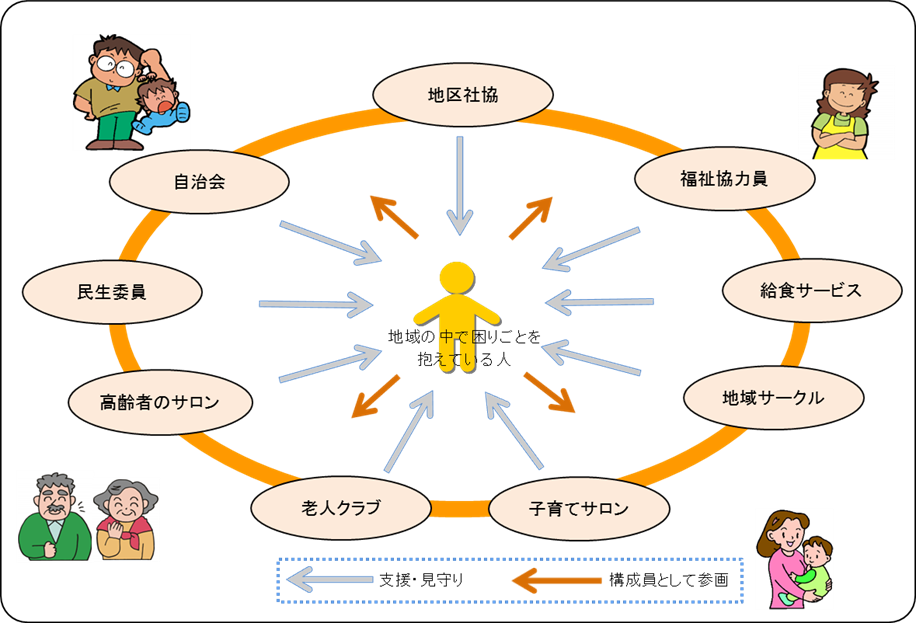 地区社協
自治会
福祉協力員
民生委員
給食サービス
地域の中で困りごとを
抱えている人
高齢者のサロン
地域サークル
老人クラブ
子育てサロン
支援・見守り
構成員として参画